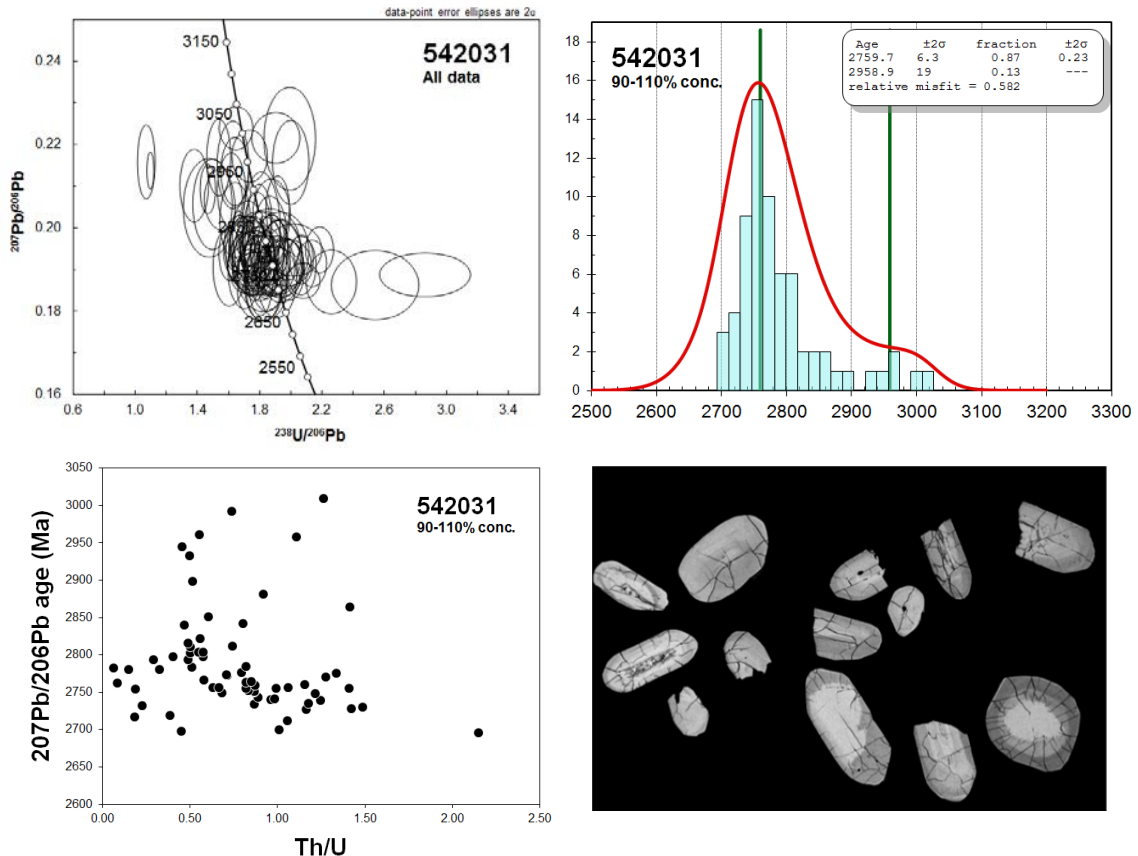 data-point error ellipses are 2σ
542031
All data
3150
3050
2650
2550
0.24
0.22
0.20
0.18
0.16
0.6 1.0 1.4 1.8 2.2 2.6 3.0 3.4
207Pb/206Pb
238U/206Pb
542031
90-110% conc.
Age ±2σ fraction ±2σ
2759.7 6.3 0.87 0.23
2958.9 19 0.13 ---
relative misfit = 0.582
18
16
14
12
10
8
6
4
2
0
2500 2600 2700 2800 2900 3000 3100 3200 3300
542031
90-110% conc.
3050
3000
2950
2900
2850
2800
2750
2700
2650
2600
0.00 0.50 1.00 1.50 2.00 2.50
207Pb/206Pb age (Ma)
Th/U